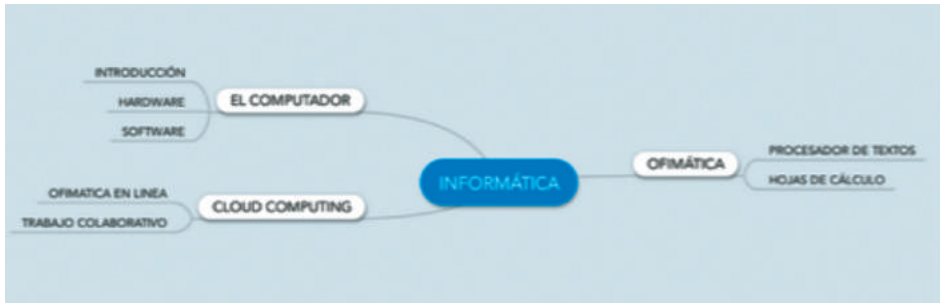 INTRODUCCIÓN
HARDWARE
SOFTWARE
EL COMPUTADOR
OFIMATICA EN LINEA
TRABAJO COLABORATIVO
CLOUD COMPUTING
INFORMÁTICA
OFIMÁTICA
PROCESADOR DE TEXTOS
HOJAS DE CÁLCULO